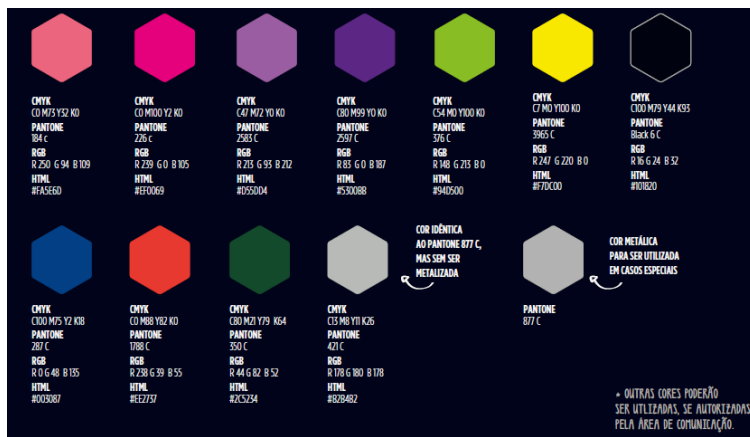 CMYK
C0 M73 Y32 K0
PANTONE
184 c
RGB
R 250 G 94 B 109
HTML
#FA5E6D
CMYK
C0 M100 Y2 K0
PANTONE
226 c
RGB
R 239 G 0 B 105
HTML
#EF0069
CMYK
C47 M72 Y0 K0
PANTONE
2583 C
RGB
R 213 G 93 B 212
HTML
#D55DD4
CMYK
C80 M99 Y0 K0
PANTONE
2597 C
RGB
R 83 G 0 B 187
HTML
#5300BB
CMYK
C54 M0 Y100 K0
PANTONE
376 C
RGB
R 148 G 213 B 0
HTML
#94D500
CMYK
C7 M0 Y100 K0
PANTONE
3965 C
RGB
R 247 G 220 B 0
HTML
#F7DC00
CMYK
C100 M79 Y44 K93
PANTONE
Black 6 C
RGB
R 16 G 24 B 32
HTML
#101820
COR IDÊNTICA
AO PANTONE 877 C,
MAS SEM SER
METALIZADA
COR METÁLICA
PARA SER UTILIZADA
EM CASOS ESPECIAIS
CMYK
C100 M75 Y2 K18
PANTONE
287 C
RGB
R 0 G 48 B 135
HTML
#003087
CMYK
C0 M88 Y82 K0
PANTONE
1788 C
RGB
R 238 G 39 B 55
HTML
#EE2737
CMYK
C80 M21 Y79 K64
PANTONE
350 C
RGB
R 44 G 82 B 52
HTML
#2C5234
CMYK
C13 M8 Y11 K26
PANTONE
421 C
RGB
R 178 G 180 B 178
HTML
#B2B4B2
PANTONE
877 C
* OUTRAS CORES PODERÃO
SER UTLIZADAS, SE AUTORIZADAS
PELA ÁREA DE COMUNICAÇÃO.